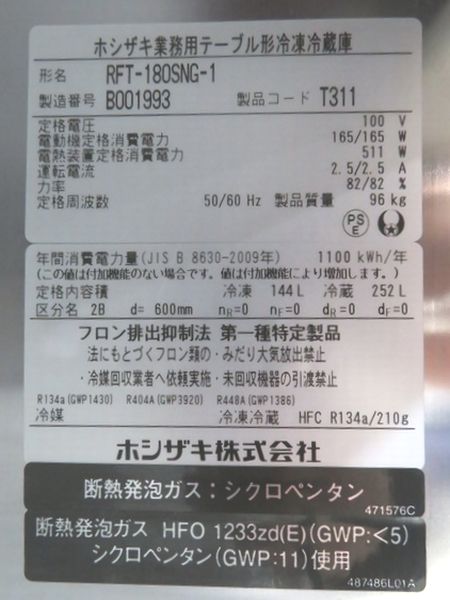 ホシザキ業務用テーブル形冷凍冷蔵庫
形名 RFT-180SNG-1
製造番号 B001993 製品コード T311
定格電圧 100 V
電動機定格消費電力 165/165 W
電熱装置定格消費電力 511 W
運転電流 2.5/2.5 A
力率 82/82 %
定格周波数 50/60 Hz 製品質量 96 kg
PS E
年間消費電力量(JIS B 8630-2009年) 1100 kWh/年
(この値は付加機能のない場合です。値は付加機能により増加します。)
定格内容積 冷凍 144 L 冷蔵 252 L
区分名 2B d= 600mm nR=0 nF=0 dR=0 dF=0
フロン排出抑制法 第一種特定製品
法にもとづくフロン類の・みだり大気放出禁止
・冷媒回収業者へ依頼実施・未回収機器の引渡禁止
R134a(GWP1430) R404A(GWP3920) R448A(GWP1386)
冷媒 冷凍冷蔵 HFC R134a/210g
ホシザキ株式会社
断熱発泡ガス：シクロペンタン
471576C
断熱発泡ガス HFO 1233zd(E)(GWP:<5)
シクロペンタン(GWP:11)使用
487486L01A